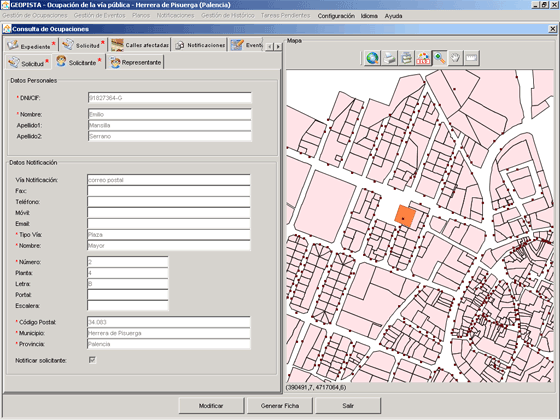 GEOPISTA - Ocupación de la vía pública - Herrera de Pisuerga (Palencia)
Gestión de Ocupaciones Gestión de Eventos Planos Notificaciones Gestión de Histórico Tareas Pendientes Configuración Idioma Ayuda
Consulta de Ocupaciones
Expediente * Solicitud * Calles afectadas Notificaciones Evento
Mapa
Solicitud * Solicitante * Representante
Datos Personales
* DNI/CIF: 91827364-G
* Nombre: Emilio
Apellido1: Mansilla
Apellido2: Serrano
Datos Notificación
Vía Notificación: correo postal
Fax:
Teléfono:
Móvil:
Email:
* Tipo Vía: Plaza
* Nombre: Mayor
* Número: 2
Planta: 4
Letra: B
Portal:
Escalera:
* Código Postal: 34.083
* Municipio: Herrera de Pisuerga
* Provincia: Palencia
Notificar solicitante:
(390491,7, 4717064,6)
Modificar Generar Ficha Salir